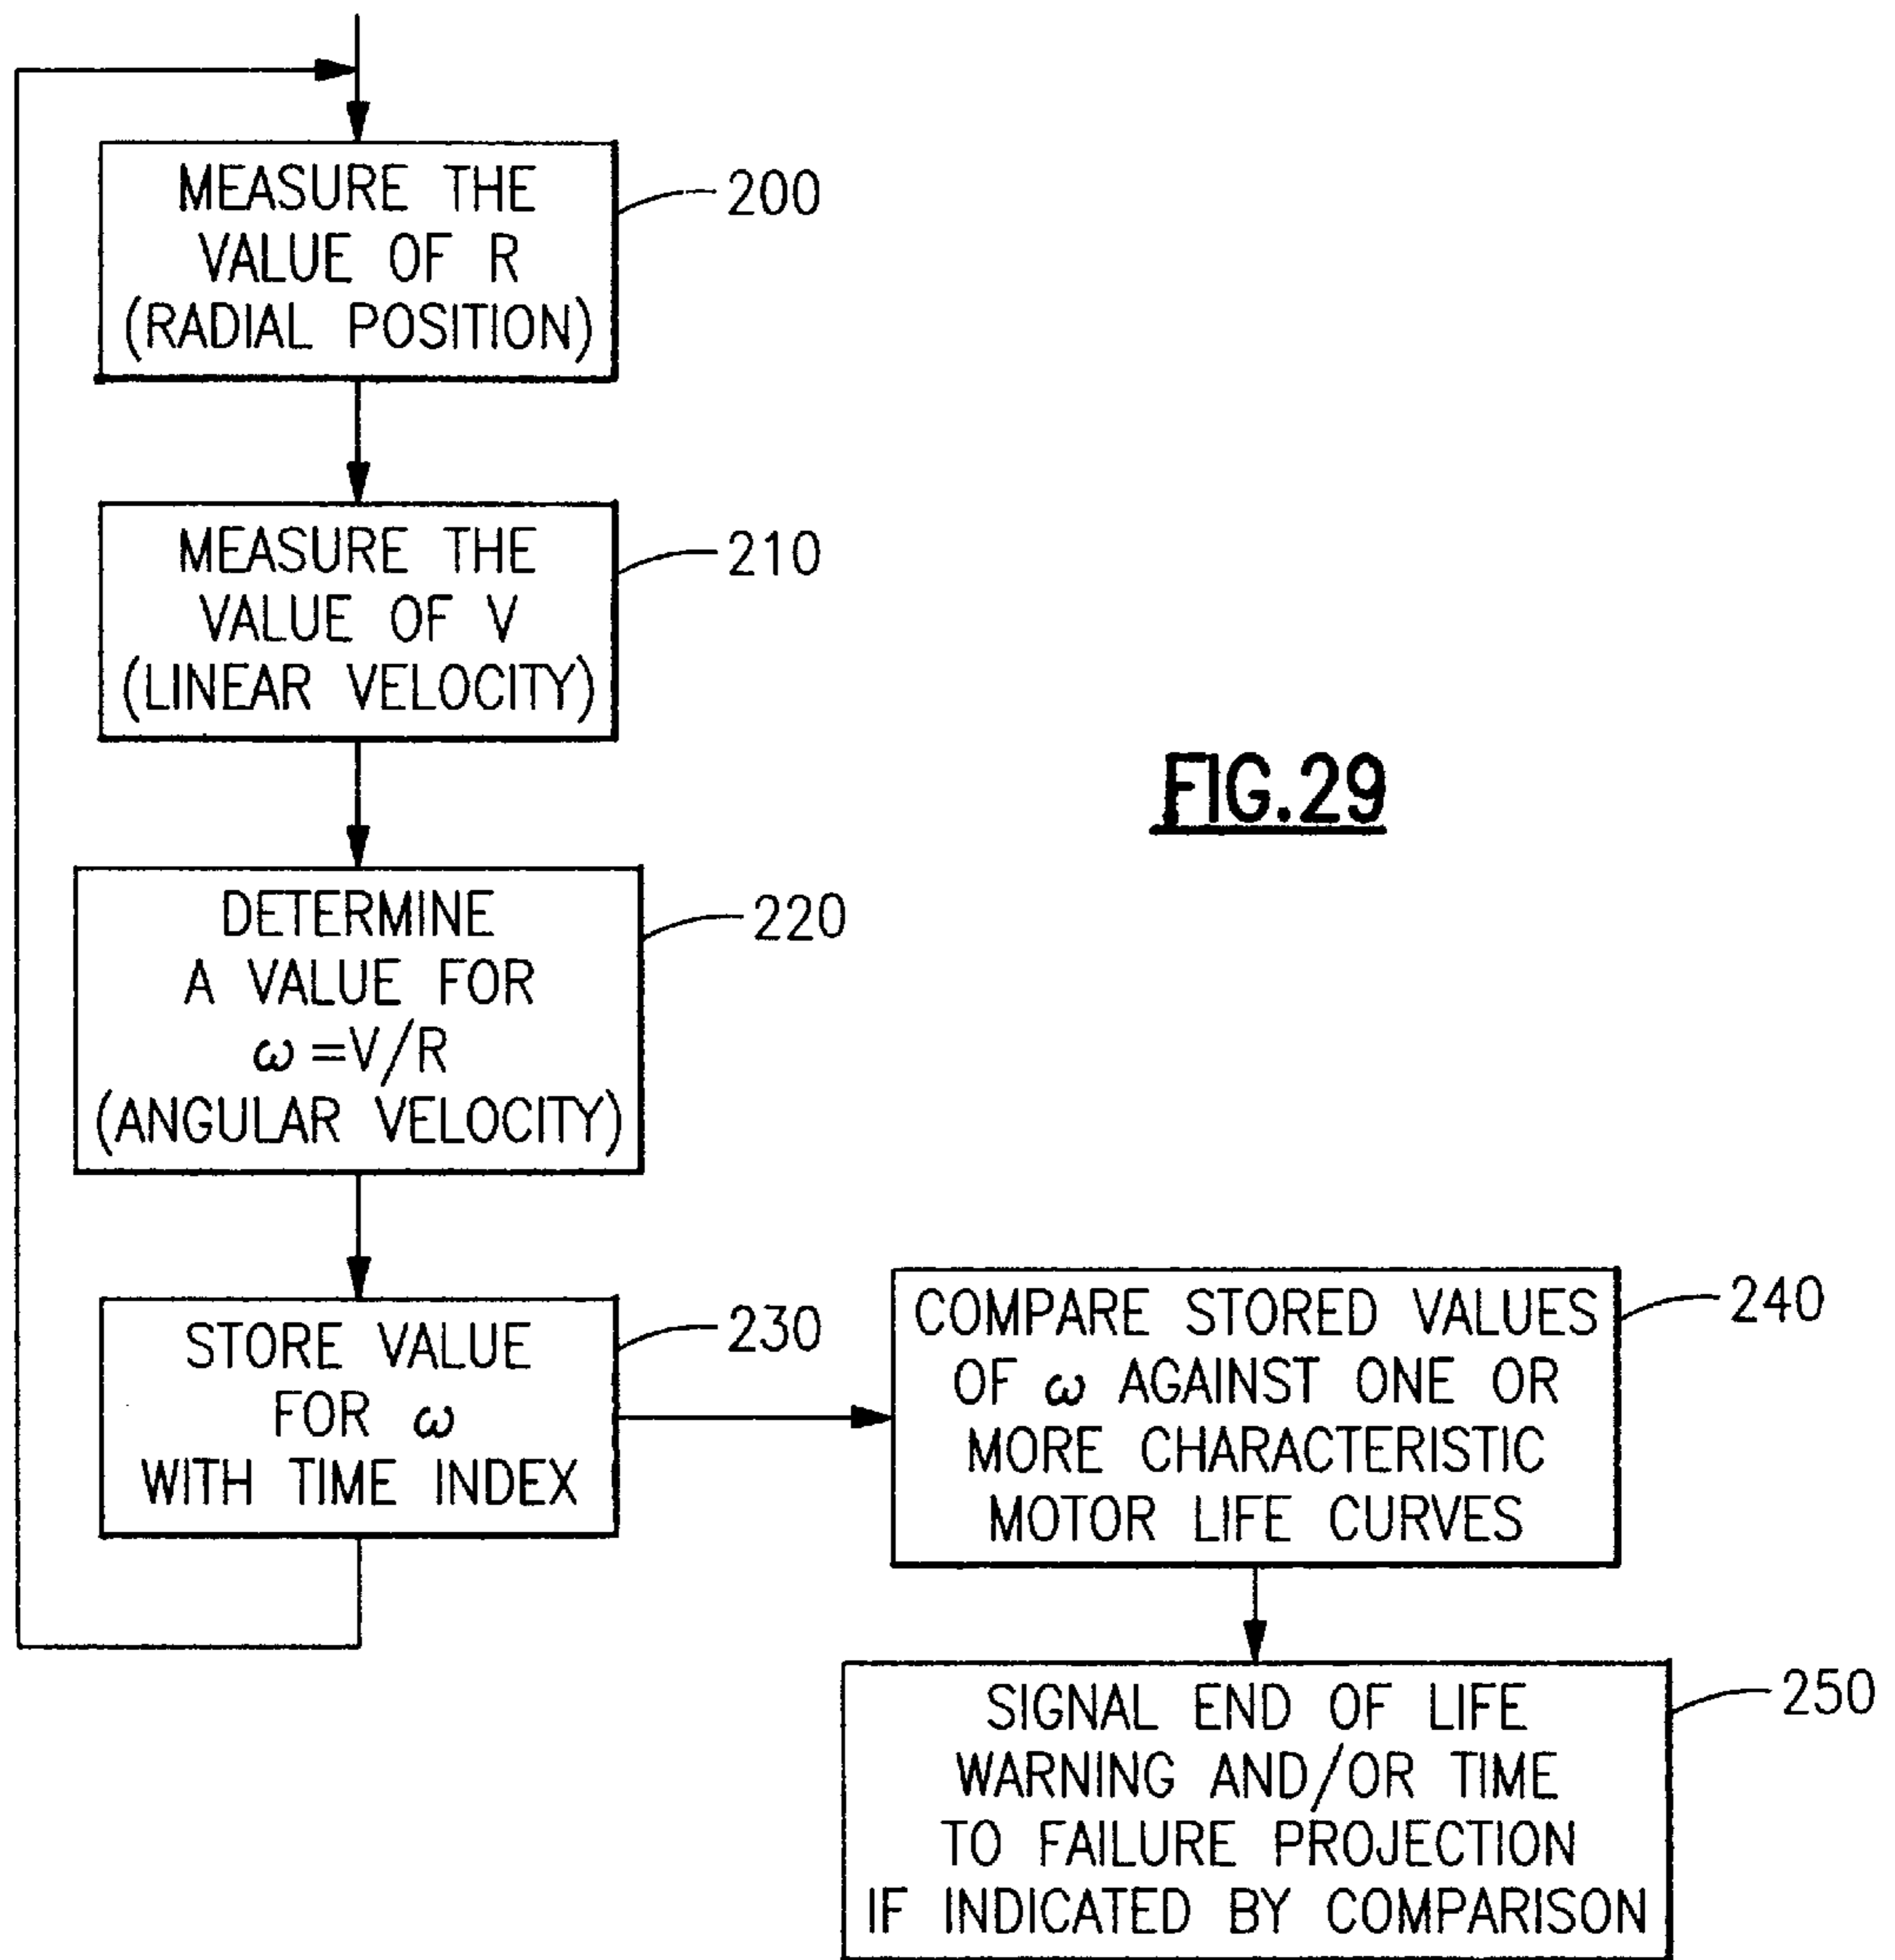 MEASURE THE
VALUE OF R
(RADIAL POSITION)
200
MEASURE THE
VALUE OF V
(LINEAR VELOCITY)
210
FIG.29
DETERMINE
A VALUE FOR
ω=V/R
(ANGULAR VELOCITY)
220
STORE VALUE
FOR ω
WITH TIME INDEX
230
COMPARE STORED VALUES
OF ω AGAINST ONE OR
MORE CHARACTERISTIC
MOTOR LIFE CURVES
240
SIGNAL END OF LIFE
WARNING AND/OR TIME
TO FAILURE PROJECTION
IF INDICATED BY COMPARISON
250